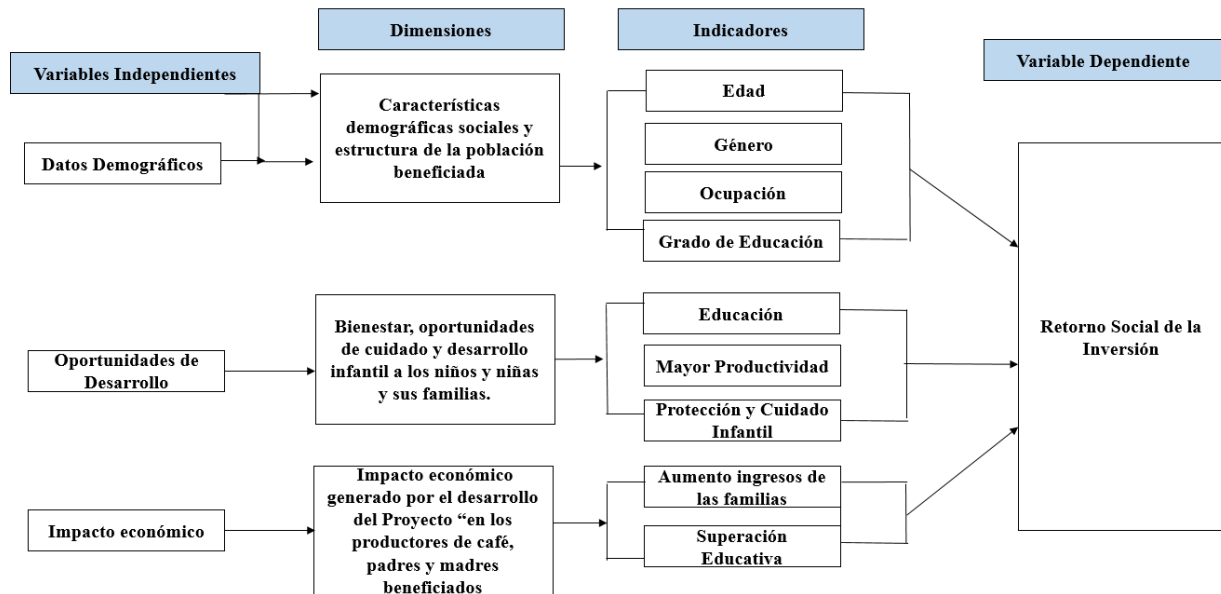 Variables Independientes
Dimensiones
Indicadores
Variable Dependiente
Datos Demográficos
Características
demográficas sociales y
estructura de la población
beneficiada
Edad
Género
Ocupación
Grado de Educación
Oportunidades de
Desarrollo
Bienestar, oportunidades
de cuidado y desarrollo
infantil a los niños y niñas
y sus familias.
Educación
Mayor Productividad
Protección y Cuidado
Infantil
Impacto económico
Impacto económico
generado por el desarrollo
del Proyecto “en los
productores de café,
padres y madres
beneficiados
Aumento ingresos de
las familias
Superación
Educativa
Retorno Social de la
Inversión